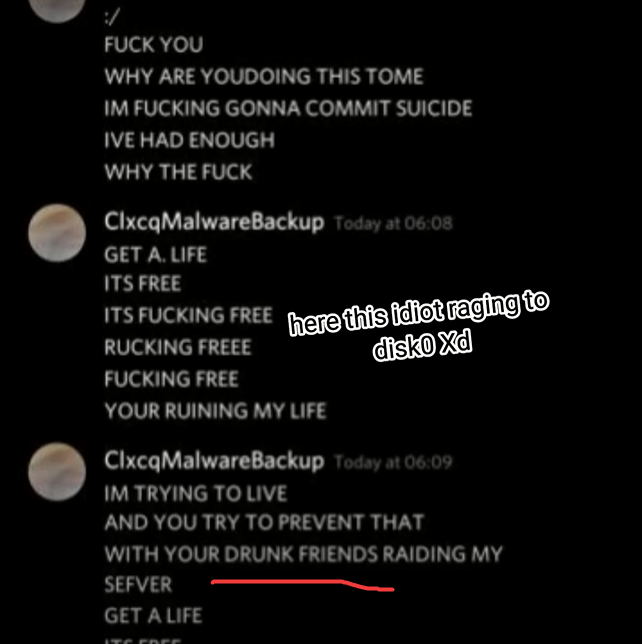 :/
FUCK YOU
WHY ARE YOUDOING THIS TOME
IM FUCKING GONNA COMMIT SUICIDE
IVE HAD ENOUGH
WHY THE FUCK
ClxcqMalwareBackup Today at 06:08
GET A. LIFE
ITS FREE
ITS FUCKING FREE
here this idiot raging to
disk0 Xd
RUCKING FREEE
FUCKING FREE
YOUR RUINING MY LIFE
ClxcqMalwareBackup Today at 06:09
IM TRYING TO LIVE
AND YOU TRY TO PREVENT THAT
WITH YOUR DRUNK FRIENDS RAIDING MY
SEFVER
GET A LIFE
ITS FREE